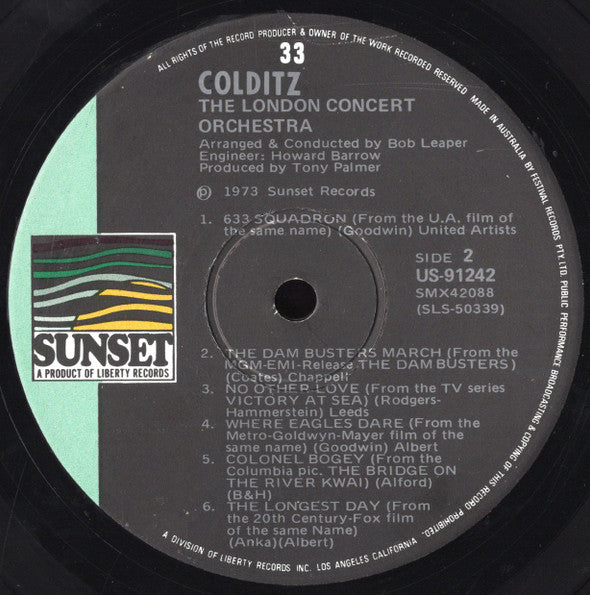 ALL RIGHTS OF THE RECORD PRODUCER & OWNER OF THE WORK RECORDED RESERVED. MADE IN AUSTRALIA BY FESTIVAL RECORDS PTY. LTD. PUBLIC PERFORMANCE BROADCASTING & COPYING OF THIS RECORD PROHIBITED.
33
COLDITZ
THE LONDON CONCERT
ORCHESTRA
Arranged & Conducted by Bob Leaper
Engineer: Howard Barrow
Produced by Tony Palmer
℗ 1973 Sunset Records
1. 633 SQUADRON (From the U.A. film of
the same name) (Goodwin) United Artists
SIDE 2
US-91242
SMX42088
(SLS-50339)
SUNSET
A PRODUCT OF LIBERTY RECORDS
2. THE DAM BUSTERS MARCH (From the
MGM-EMI-Release THE DAM BUSTERS)
(Coates) Chappell
3. NO OTHER LOVE (From the TV series
VICTORY AT SEA) (Rodgers-
Hammerstein) Leeds
4. WHERE EAGLES DARE (From the
Metro-Goldwyn-Mayer film of the
same name) (Goodwin) Albert
5. COLONEL BOGEY (From the
Columbia pic. THE BRIDGE ON
THE RIVER KWAI) (Alford)
(B&H)
6. THE LONGEST DAY (From
the 20th Century-Fox film
of the same Name)
(Anka)(Albert)
A DIVISION OF LIBERTY RECORDS INC. LOS ANGELES CALIFORNIA.